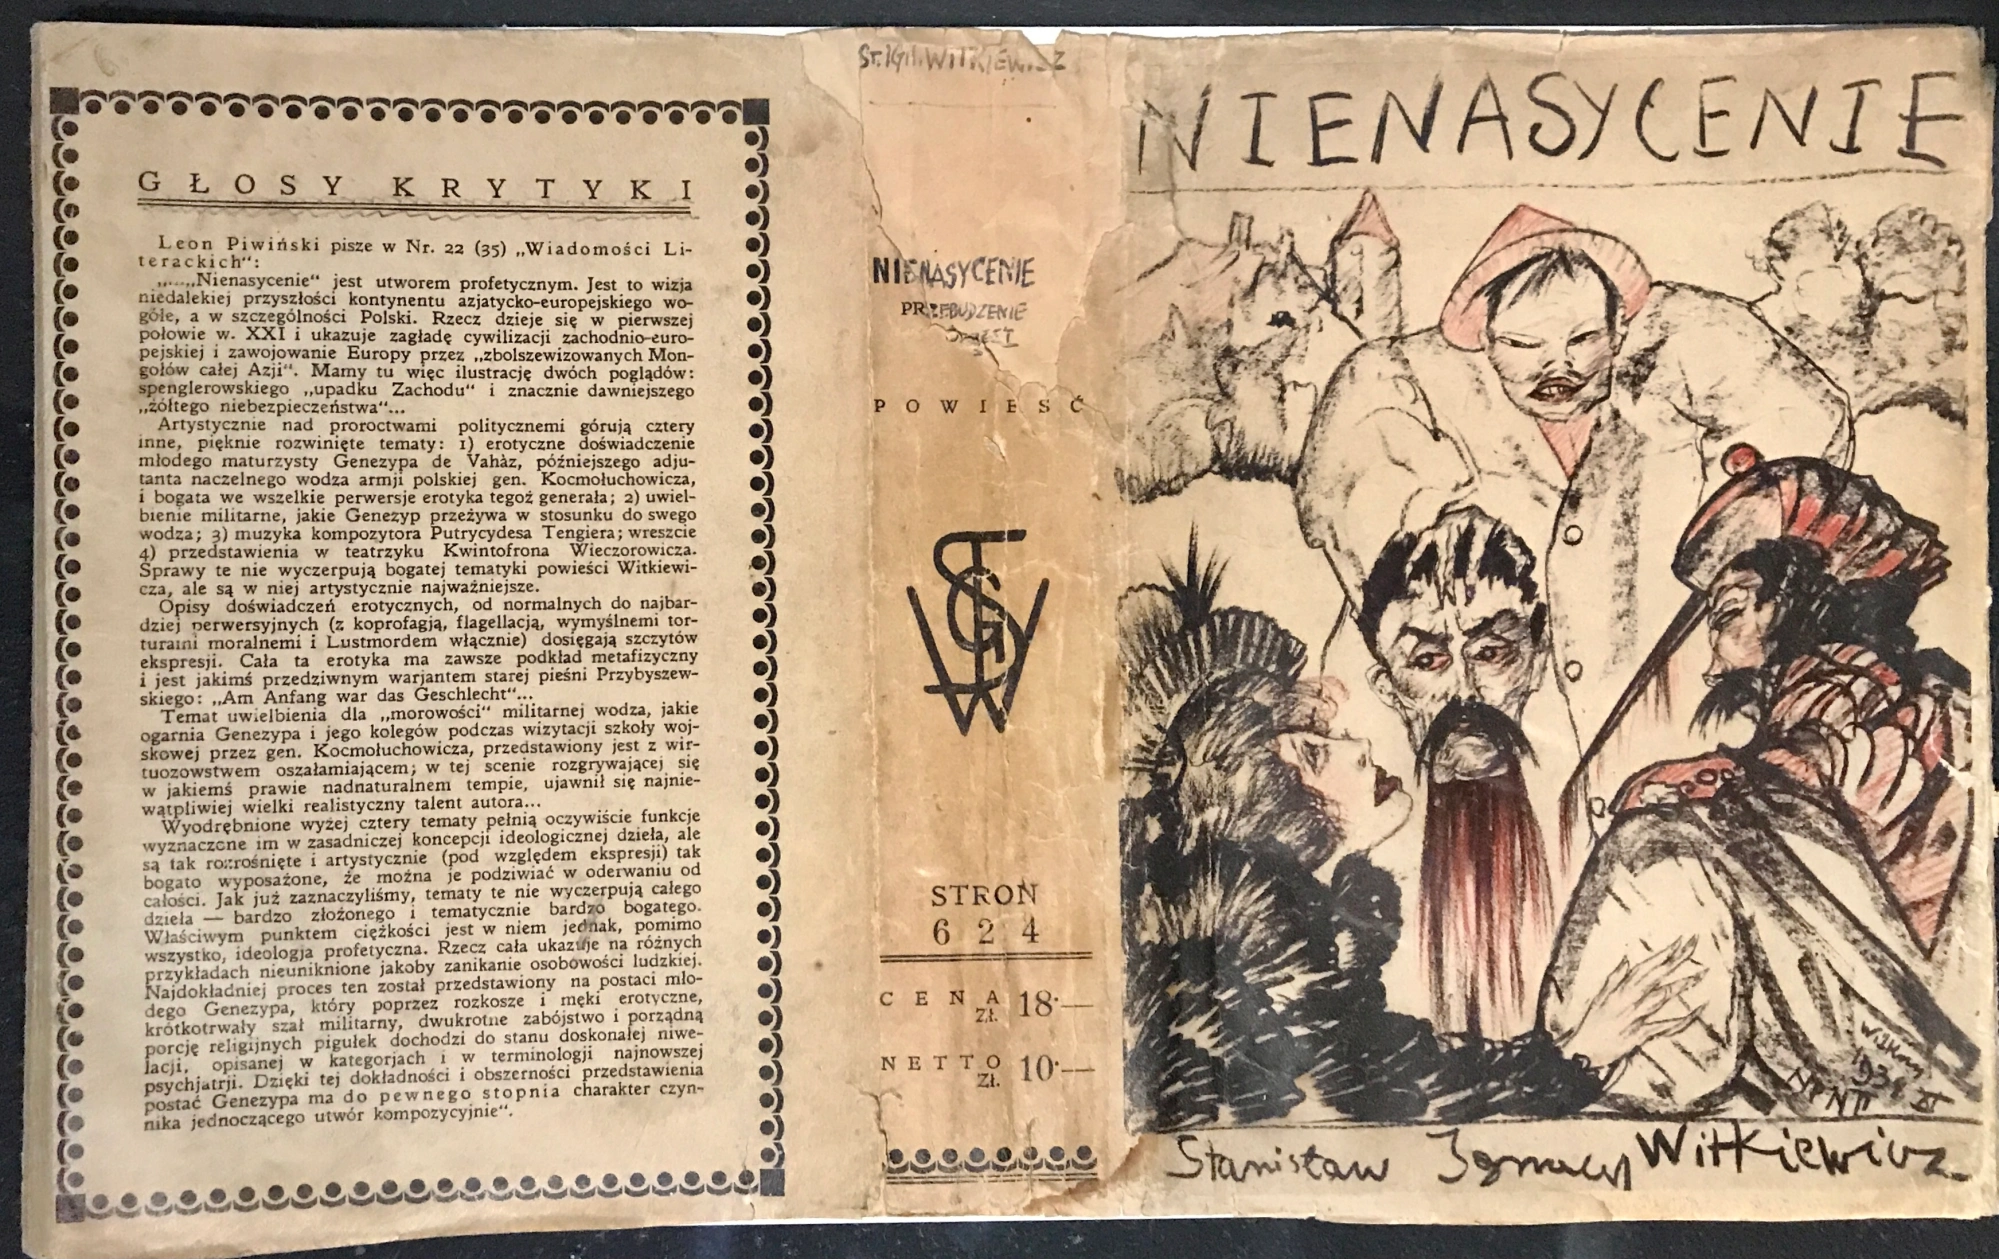 GŁOSY KRYTYKI
Leon Piwiński pisze w Nr. 22 (35) „Wiadomości Li-
terackich“:
„...„Nienasycenie“ jest utworem profetycznym. Jest to wizja
niedalekiej przyszłości kontynentu azjatycko-europejskiego wo-
góle, a w szczególności Polski. Rzecz dzieje się w pierwszej
połowie w. XXI i ukazuje zagładę cywilizacji zachodnio-euro-
pejskiej i zawojowanie Europy przez „zbolszewizowanych Mon-
gołów całej Azji“. Mamy tu więc ilustrację dwóch poglądów:
spenglerowskiego „upadku Zachodu“ i znacznie dawniejszego
„żółtego niebezpieczeństwa“...
Artystycznie nad proroctwami politycznemi górują cztery
inne, pięknie rozwinięte tematy: 1) erotyczne doświadczenie
młodego maturzysty Genezypa de Vahàz, późniejszego adju-
tanta naczelnego wodza armji polskiej gen. Kocmołuchowicza,
i bogata we wszelkie perwersje erotyka tegoż generała; 2) uwiel-
bienie militarne, jakie Genezyp przeżywa w stosunku do swego
wodza; 3) muzyka kompozytora Putrycydesa Tengiera; wreszcie
4) przedstawienia w teatrzyku Kwintofrona Wieczorowicza.
Sprawy te nie wyczerpują bogatej tematyki powieści Witkiewi-
cza, ale są w niej artystycznie najważniejsze.
Opisy doświadczeń erotycznych, od normalnych do najbar-
dziej perwersyjnych (z koprofagją, flagellacją, wymyślnemi tor-
turami moralnemi i Lustmordem włącznie) dosięgają szczytów
ekspresji. Cała ta erotyka ma zawsze podkład metafizyczny
i jest jakimś przedziwnym warjantem starej pieśni Przybyszew-
skiego: „Am Anfang war das Geschlecht“...
Temat uwielbienia dla „morowości“ militarnej wodza, jakie
ogarnia Genezypa i jego kolegów podczas wizytacji szkoły woj-
skowej przez gen. Kocmołuchowicza, przedstawiony jest z wir-
tuozowstwem oszałamiającem; w tej scenie rozgrywającej się
w jakiemś prawie nadnaturalnem tempie, ujawnił się najnie-
wątpliwiej wielki realistyczny talent autora...
Wyodrębnione wyżej cztery tematy pełnią oczywiście funkcje
wyznaczone im w zasadniczej koncepcji ideologicznej dzieła, ale
są tak rozrośnięte i artystycznie (pod względem ekspresji) tak
bogato wyposażone, że można je podziwiać w oderwaniu od
całości. Jak już zaznaczyliśmy, tematy te nie wyczerpują całego
dzieła — bardzo złożonego i tematycznie bardzo bogatego.
Właściwym punktem ciężkości jest w niem jednak, pomimo
wszystko, ideologja profetyczna. Rzecz cała ukazuje na różnych
przykładach nieuniknione jakoby zanikanie osobowości ludzkiej.
Najdokładniej proces ten został przedstawiony na postaci mło-
dego Genezypa, który poprzez rozkosze i męki erotyczne,
krótkotrwały szał militarny, dwukrotne zabójstwo i porządną
porcję religijnych pigułek dochodzi do stanu doskonałej niwe-
lacji, opisanej w kategorjach i w terminologji najnowszej
psychjatrji. Dzięki tej dokładności i obszerności przedstawienia
postać Genezypa ma do pewnego stopnia charakter czyn-
nika jednoczącego utwór kompozycyjnie“.
ST. IGN. WITKIEWICZ
NIENASYCENIE
PRZEBUDZENIE
POWIEŚĆ
STRON
624
CENA ZŁ. 18·—
NETTO ZŁ. 10·—
NIENASYCENIE
Stanisław Ignacy Witkiewicz